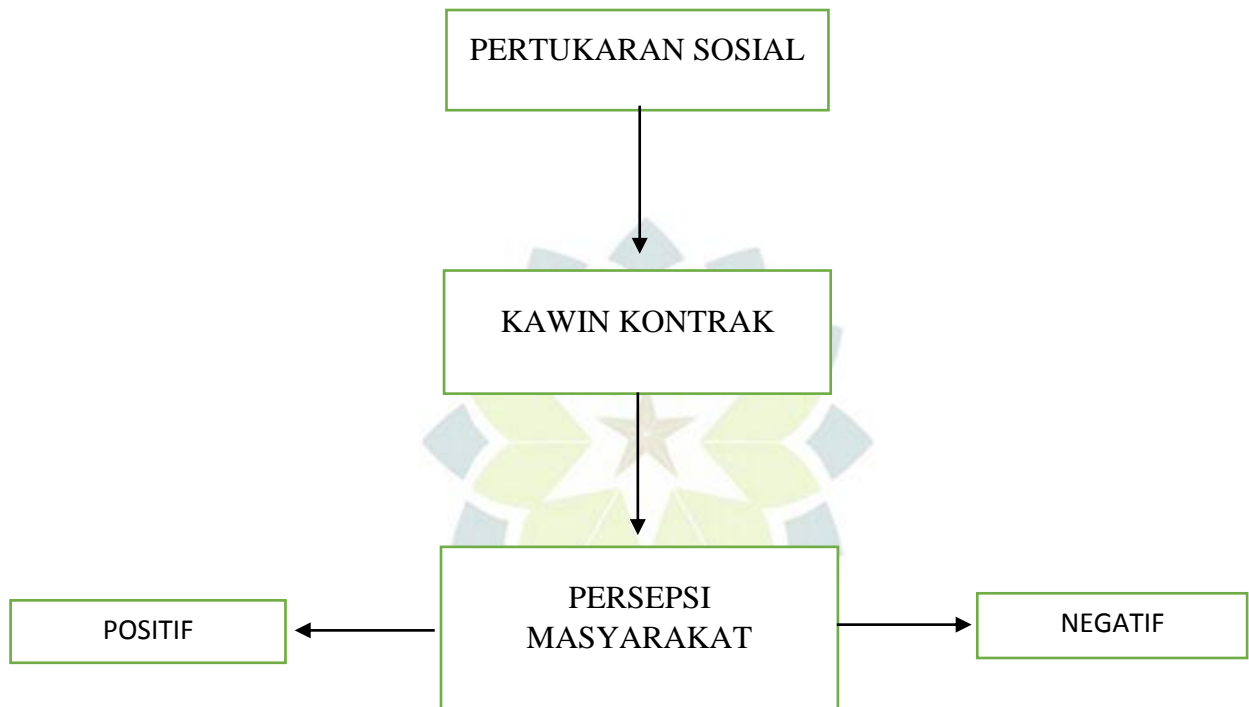 PERTUKARAN SOSIAL
KAWIN KONTRAK
PERSEPSI
MASYARAKAT
POSITIF
NEGATIF